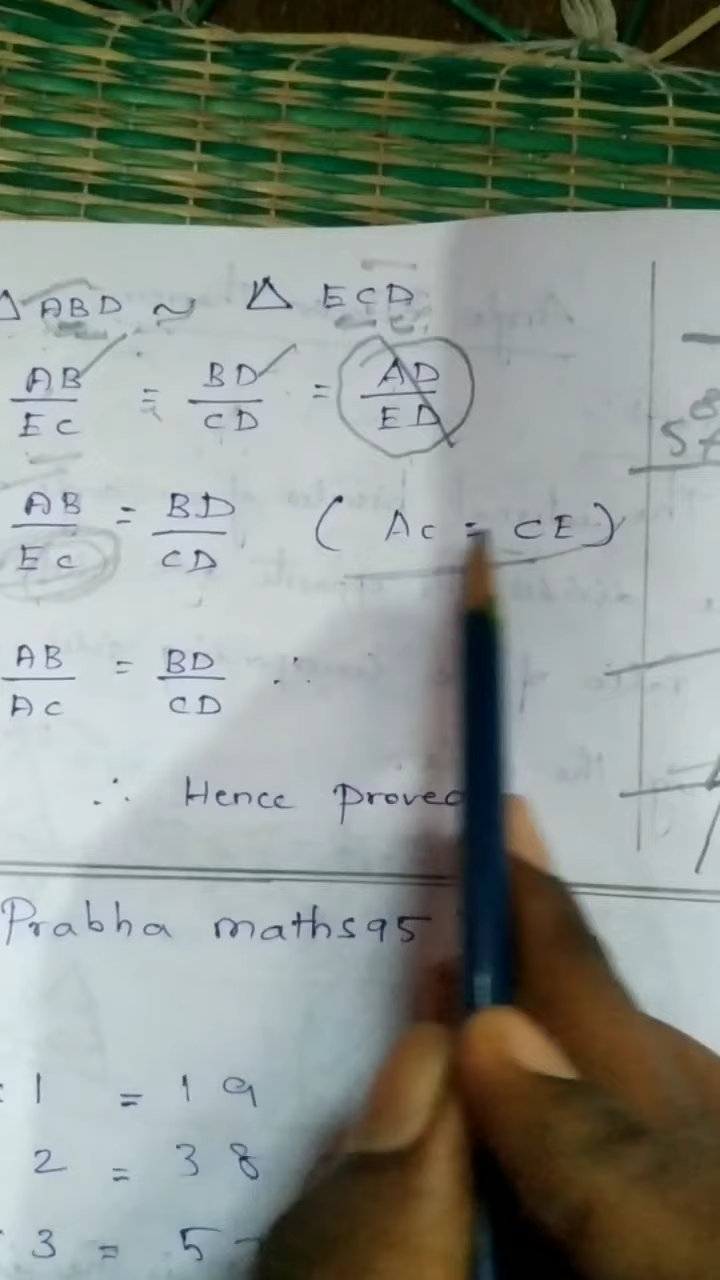 △ ABD ~ △ ECD
AB/EC = BD/CD = AD/ED
AB/EC = BD/CD (AC = CE)
AB/AC = BD/CD ∴
∴ Hence prove
Prabha maths95
1 = 19
2 = 38
3 = 5